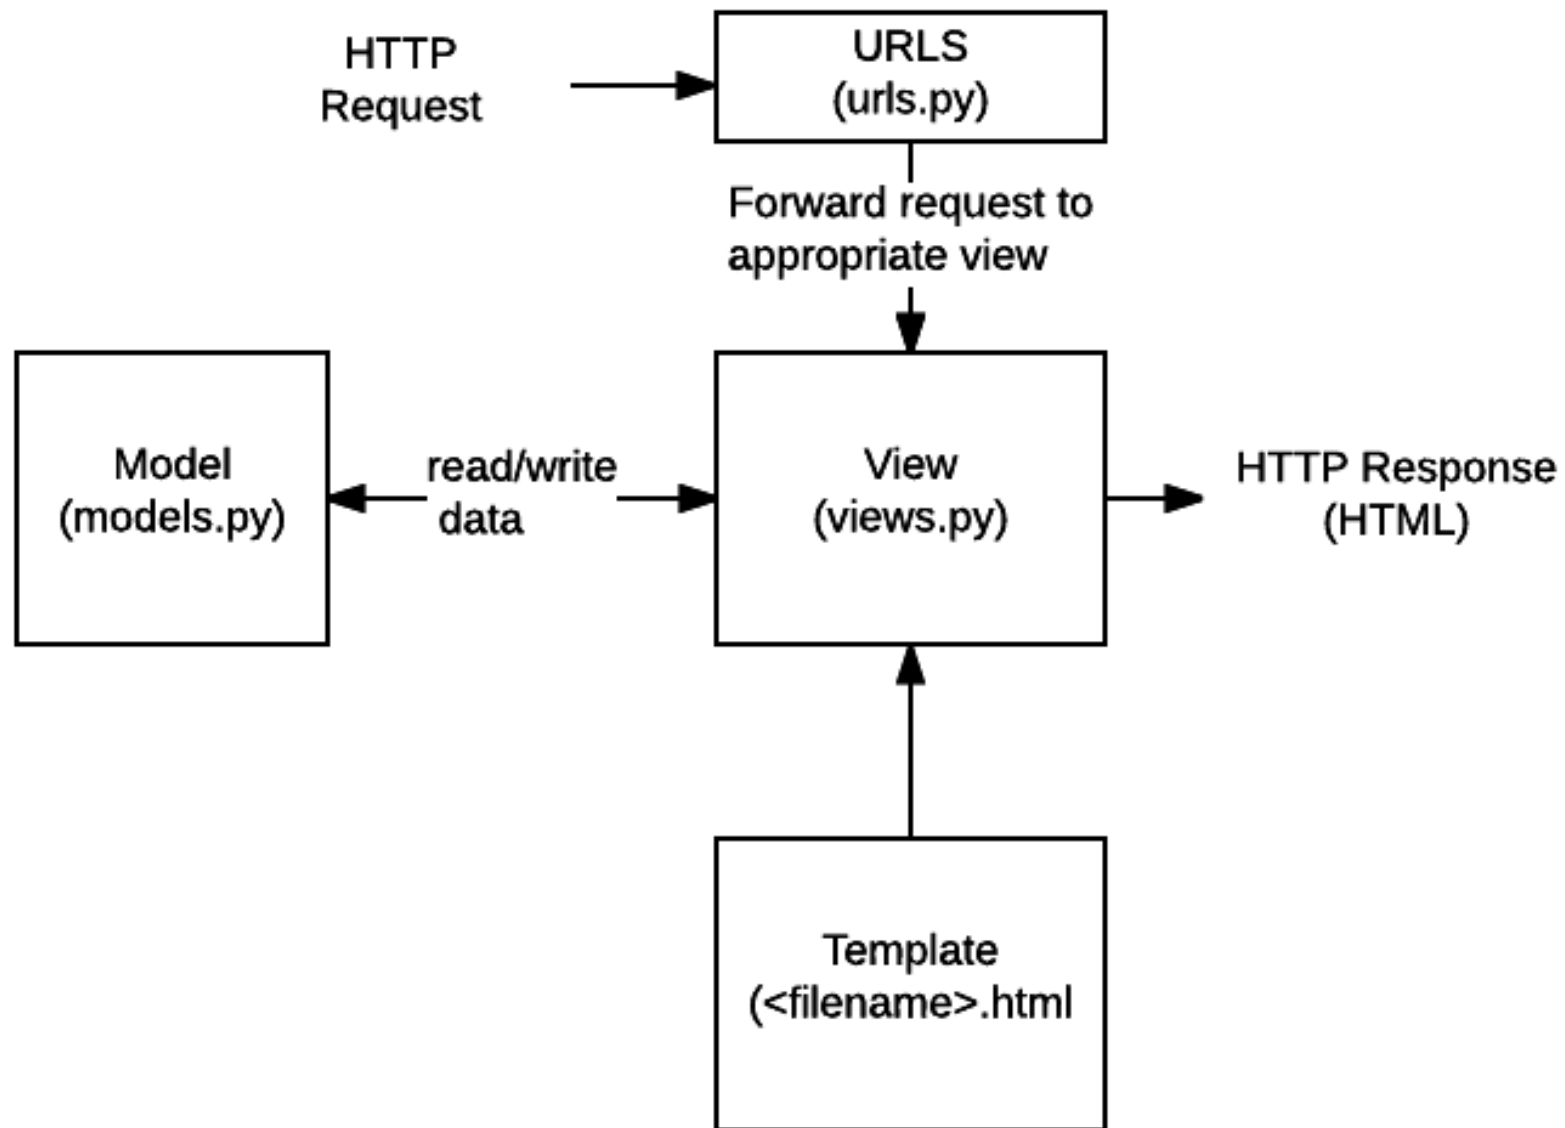 HTTP
Request
URLS
(urls.py)
Forward request to
appropriate view
Model
(models.py)
read/write
data
View
(views.py)
HTTP Response
(HTML)
Template
(<filename>.html